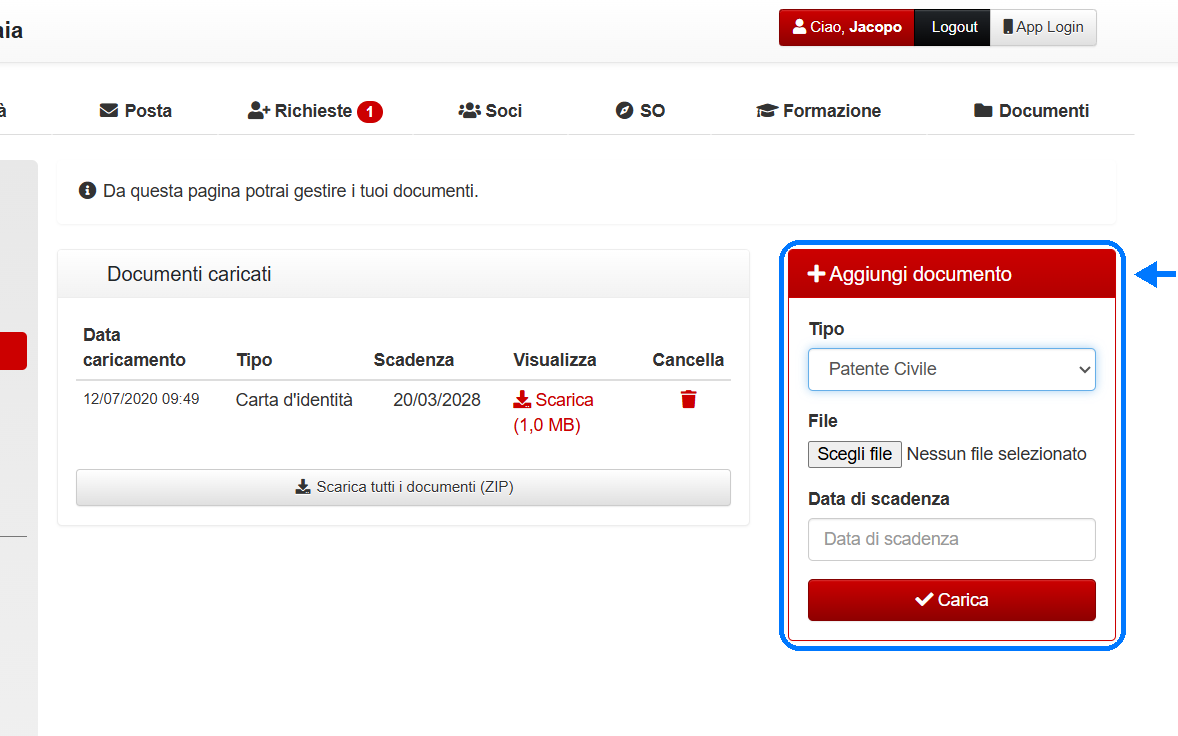 aia
Ciao, Jacopo Logout App Login
à Posta Richieste 1 Soci SO Formazione Documenti
Da questa pagina potrai gestire i tuoi documenti.
Documenti caricati
Data caricamento Tipo Scadenza Visualizza Cancella
12/07/2020 09:49 Carta d'identità 20/03/2028 Scarica
(1,0 MB)
Scarica tutti i documenti (ZIP)
Aggiungi documento
Tipo
Patente Civile
File
Scegli file Nessun file selezionato
Data di scadenza
Data di scadenza
Carica